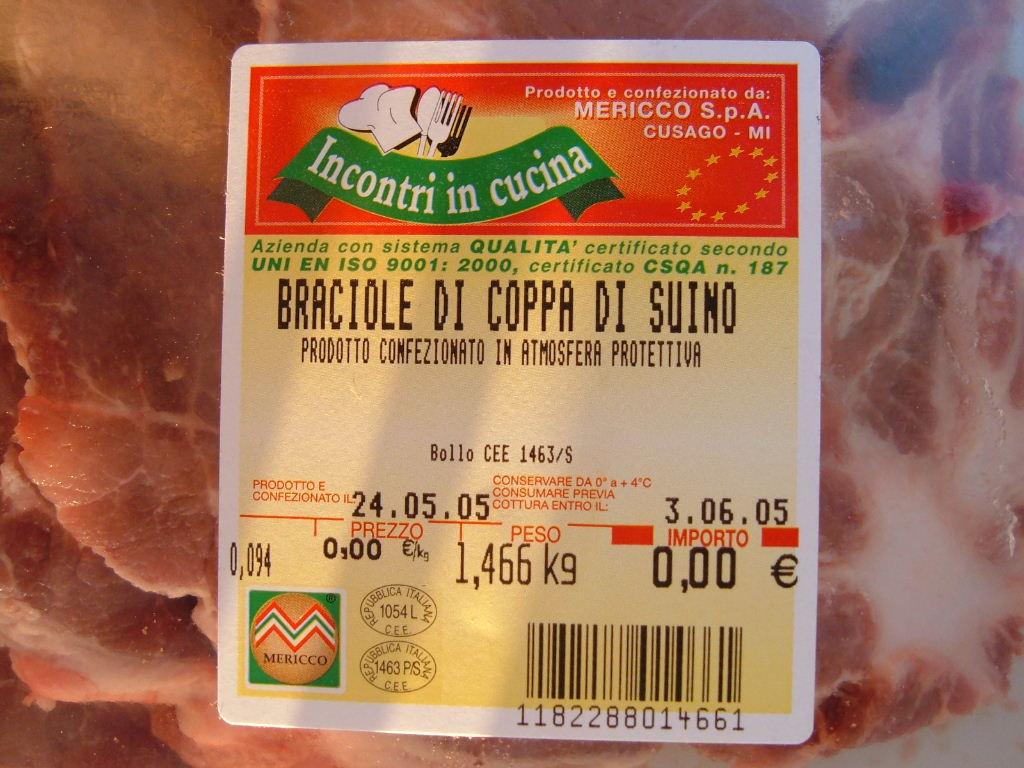 Prodotto e confezionato da:
MERICCO S.p.A.
CUSAGO - MI
Incontri in cucina
Azienda con sistema QUALITA' certificato secondo
UNI EN ISO 9001: 2000, certificato CSQA n. 187
BRACIOLE DI COPPA DI SUINO
PRODOTTO CONFEZIONATO IN ATMOSFERA PROTETTIVA
Bollo CEE 1463/S
PRODOTTO E
CONFEZIONATO IL:
24.05.05
CONSERVARE DA 0° a + 4°C
CONSUMARE PREVIA
COTTURA ENTRO IL:
3.06.05
PREZZO PESO IMPORTO
0,094 0,00 €/kg 1,466 kg 0,00 €
MERICCO
®
REPUBBLICA ITALIANA
1054 L
C.E.E.
REPUBBLICA ITALIANA
1463 P/S
C.E.E.
1182288014661